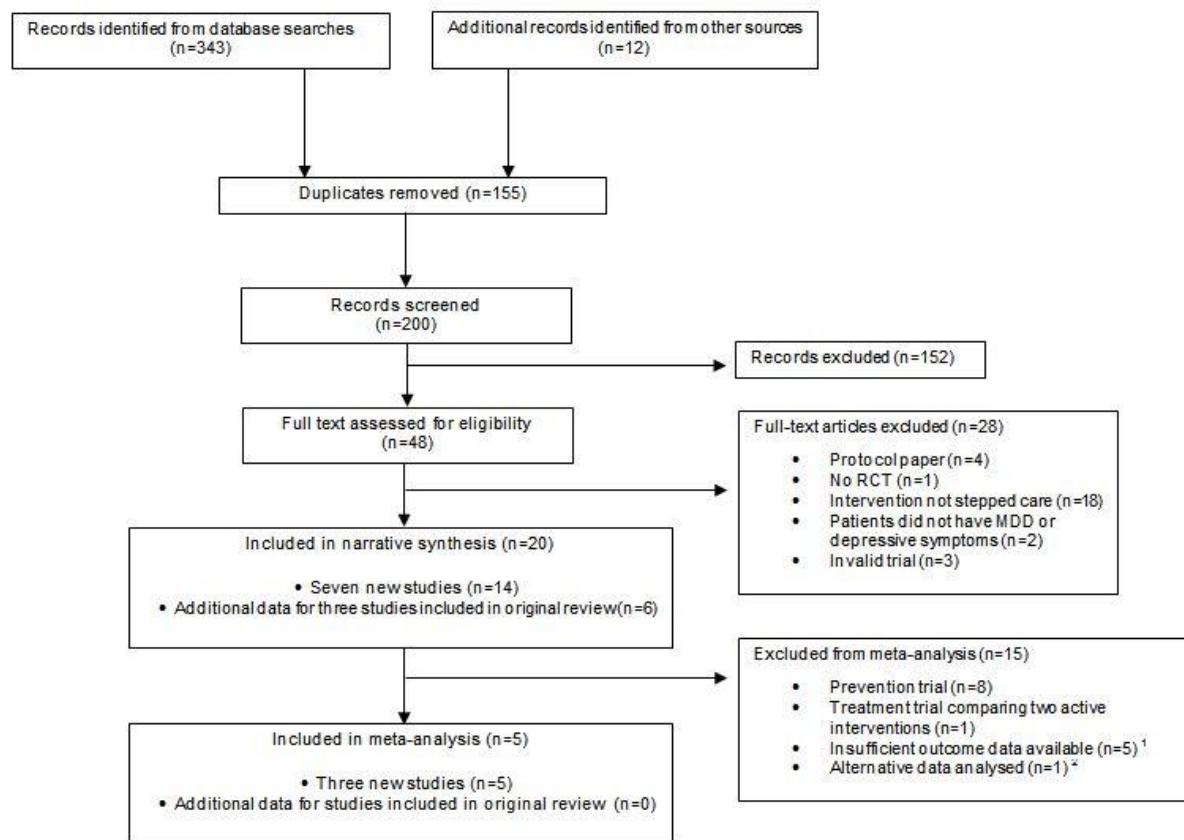 Records identified from database searches
(n=343)
Additional records identified from other sources
(n=12)
Duplicates removed (n=155)
Records screened
(n=200)
Records excluded (n=152)
Full text assessed for eligibility
(n=48)
Full-text articles excluded (n=28)
• Protocol paper (n=4)
• No RCT (n=1)
• Intervention not stepped care (n=18)
• Patients did not have MDD or
depressive symptoms (n=2)
• Invalid trial (n=3)
Included in narrative synthesis (n=20)
• Seven new studies (n=14)
• Additional data for three studies included in original review(n=6)
Excluded from meta-analysis (n=15)
• Prevention trial (n=8)
• Treatment trial comparing two active
interventions (n=1)
• Insufficient outcome data available (n=5) 1
• Alternative data analysed (n=1) 2
Included in meta-analysis (n=5)
• Three new studies (n=5)
• Additional data for studies included in original review (n=0)